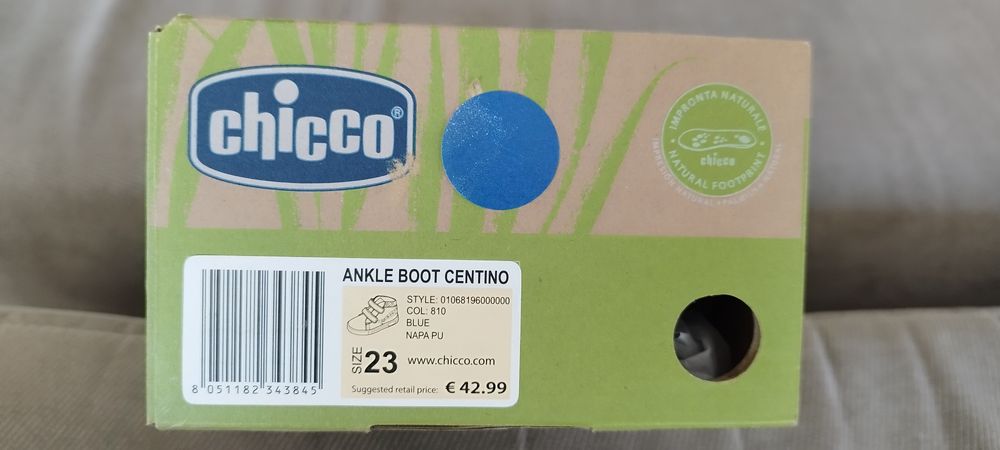 chicco®
IMPRONTA NATURALE
chicco
NATURAL FOOTPRINT
ANKLE BOOT CENTINO
STYLE: 01068196000000
COL: 810
BLUE
NAPA PU
SIZE 23
www.chicco.com
Suggested retail price: € 42.99
8 051182 343845